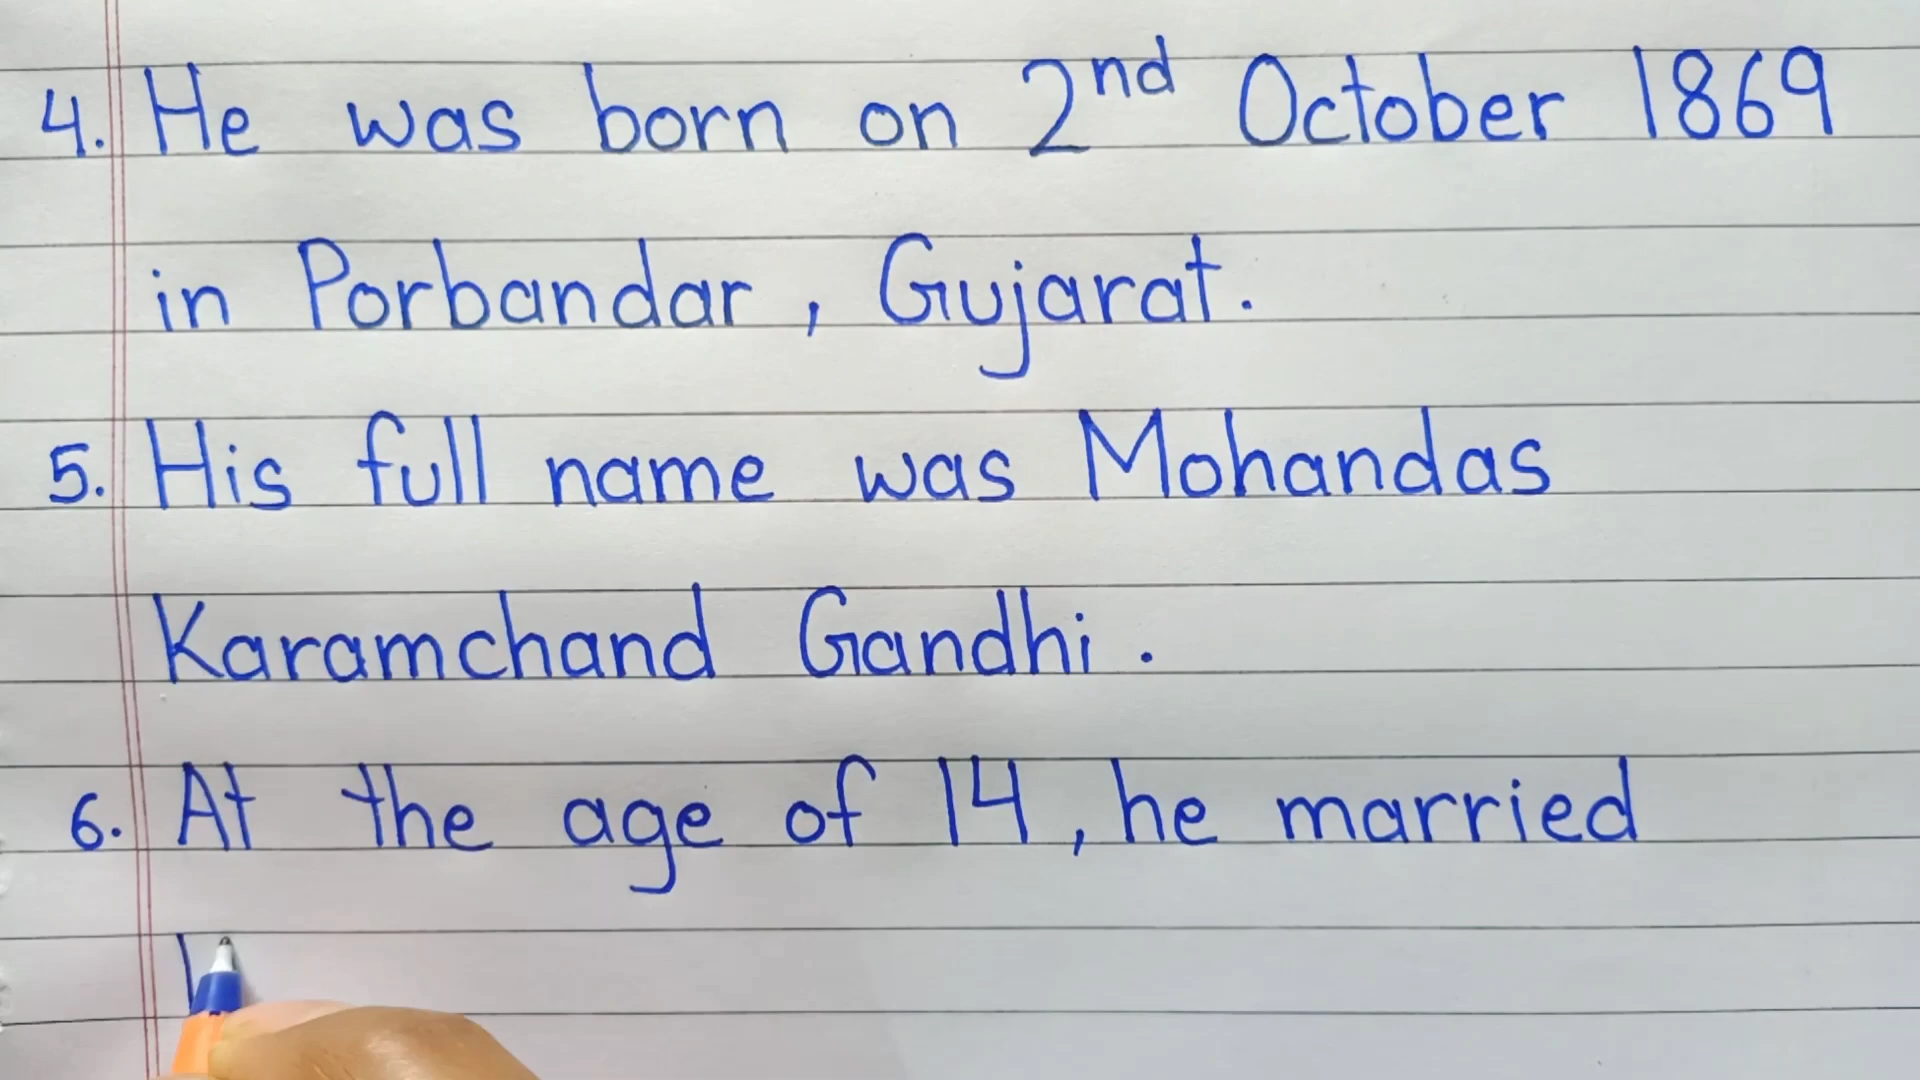 4. He was born on 2nd October 1869
in Porbandar, Gujarat.
5. His full name was Mohandas
Karamchand Gandhi.
6. At the age of 14, he married